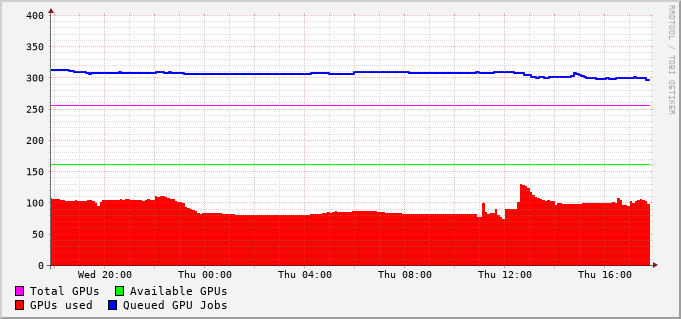 400
350
300
250
200
150
100
50
0
Wed 20:00 Thu 00:00 Thu 04:00 Thu 08:00 Thu 12:00 Thu 16:00
Total GPUs Available GPUs
GPUs used Queued GPU Jobs
RRDTOOL / TOBI OETIKER